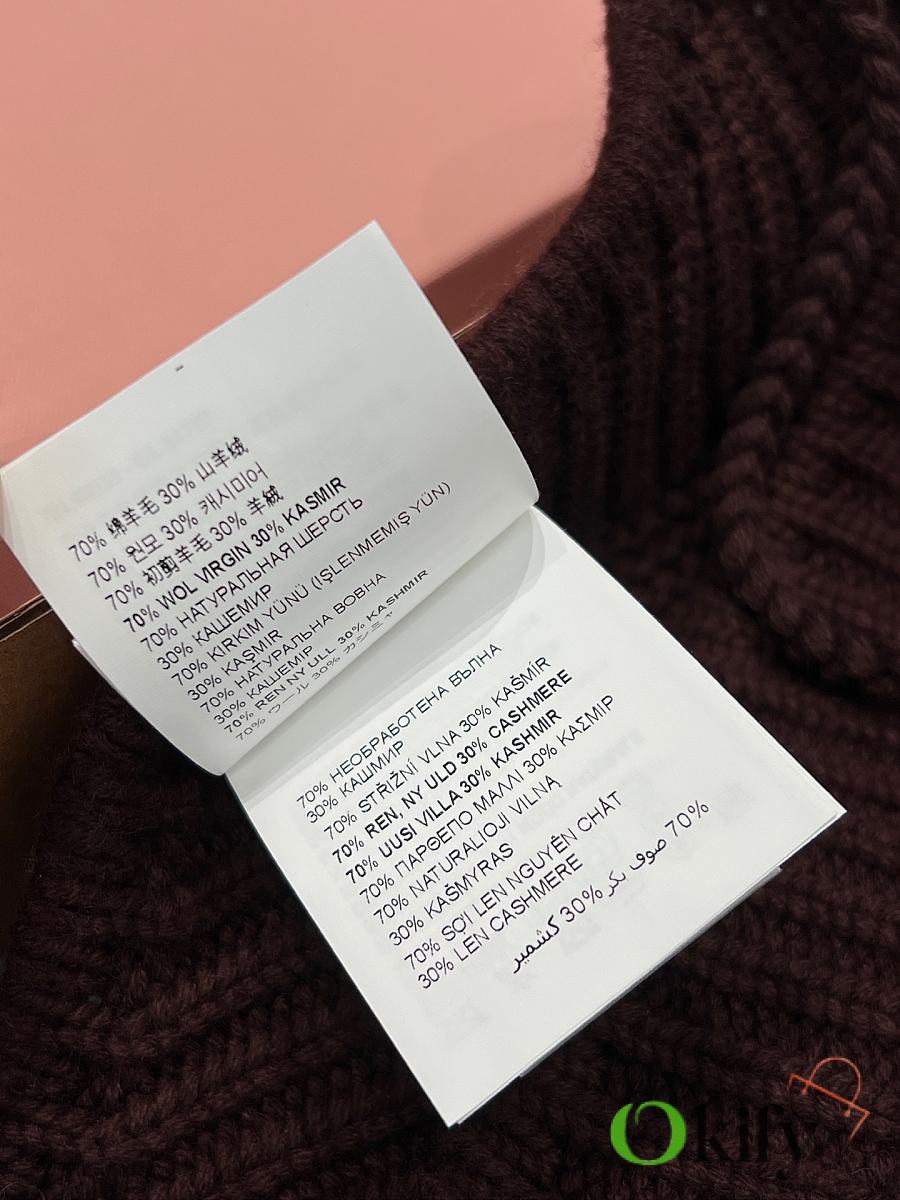 70% 绵羊毛 30% 山羊绒
70% 원모 30% 캐시미어
70% 初剪羊毛 30% 羊絨
70% WOL VIRGIN 30% KASMIR
70% НАТУРАЛЬНАЯ ШЕРСТЬ
30% КАШЕМИР
70% KIRKIM YÜNÜ (IŞLENMEMIŞ YÜN)
30% KAŞMIR
70% НАТУРАЛЬНА ВОВНА
30% КАШЕМІР
70% REN NY ULL 30% KASHMIR
70% ウール 30% カシミヤ
70% НЕОБРАБОТЕНА ВЪЛНА
30% КАШМИР
70% STŘIŽNÍ VLNA 30% KAŠMÍR
70% REN, NY ULD 30% CASHMERE
70% UUSI VILLA 30% KASHMIR
70% ΠΑΡΘΕΠΟ ΜΑΛΛΙ 30% ΚΑΣΜΙΡ
70% NATURALIOJI VILNĄ
30% KAŠMYRAS
70% SỢI LEN NGUYÊN CHÁT
30% LEN CASHMERE
70% صوف بكر 30% كشمير
Okify